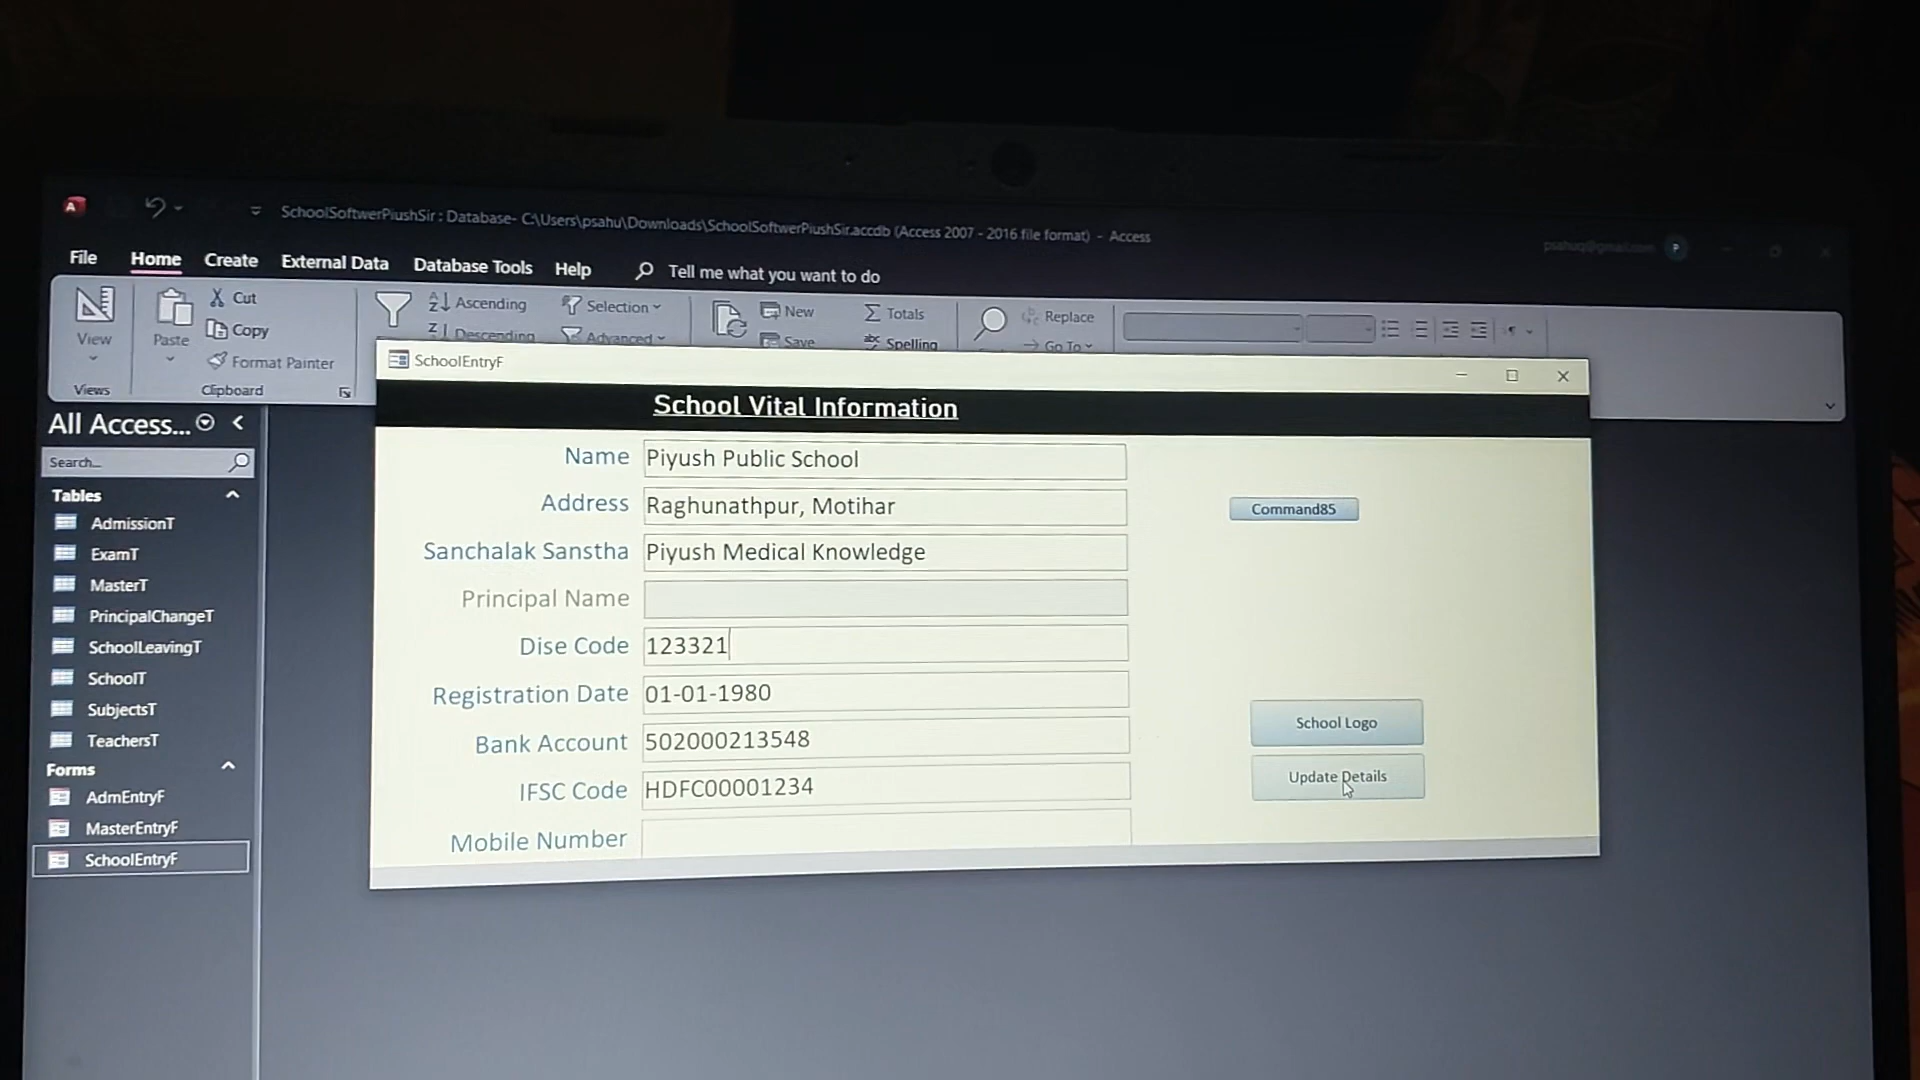 SchoolSoftwerPiushSir : Database- C:\Users\psahu\Downloads\SchoolSoftwerPiushSir.accdb (Access 2007 - 2016 file format) - Access
psahuq@gmail.com P
File Home Create External Data Database Tools Help Tell me what you want to do
View
Views
Paste
Cut
Copy
Format Painter
Clipboard
Ascending
Descending
Selection
Advanced
New
Save
Totals
Spelling
Replace
Go To
All Access...
Search...
Tables
AdmissionT
ExamT
MasterT
PrincipalChangeT
SchoolLeavingT
SchoolT
SubjectsT
TeachersT
Forms
AdmEntryF
MasterEntryF
SchoolEntryF
SchoolEntryF
School Vital Information
Name Piyush Public School
Address Raghunathpur, Motihar
Sanchalak Sanstha Piyush Medical Knowledge
Principal Name
Dise Code 123321
Registration Date 01-01-1980
Bank Account 502000213548
IFSC Code HDFC00001234
Mobile Number
Command85
School Logo
Update Details